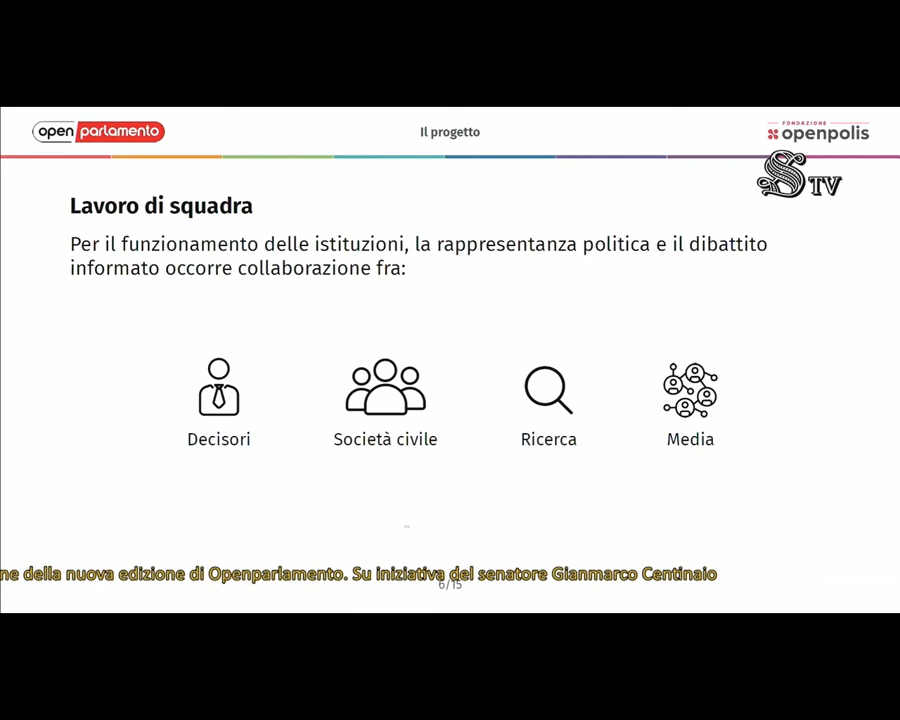 open parlamento
Il progetto
FONDAZIONE
openpolis
S TV
Lavoro di squadra
Per il funzionamento delle istituzioni, la rappresentanza politica e il dibattito
informato occorre collaborazione fra:
Decisori
Società civile
Ricerca
Media
ne della nuova edizione di Openparlamento. Su iniziativa del senatore Gianmarco Centinaio
6/15